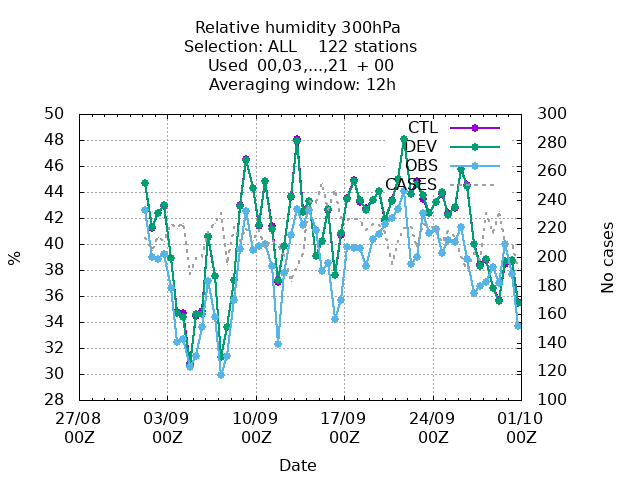 Relative humidity 300hPa
Selection: ALL    122 stations
Used  00,03,...,21  + 00
Averaging window: 12h
50 300
48 CTL 280
46 DEV 260
OBS
44 CASES 240
42 220
40 200
38 180
36 160
34 140
32
30 120
28 100
%
No cases
27/08 03/09 10/09 17/09 24/09 01/10
00Z 00Z 00Z 00Z 00Z 00Z
Date